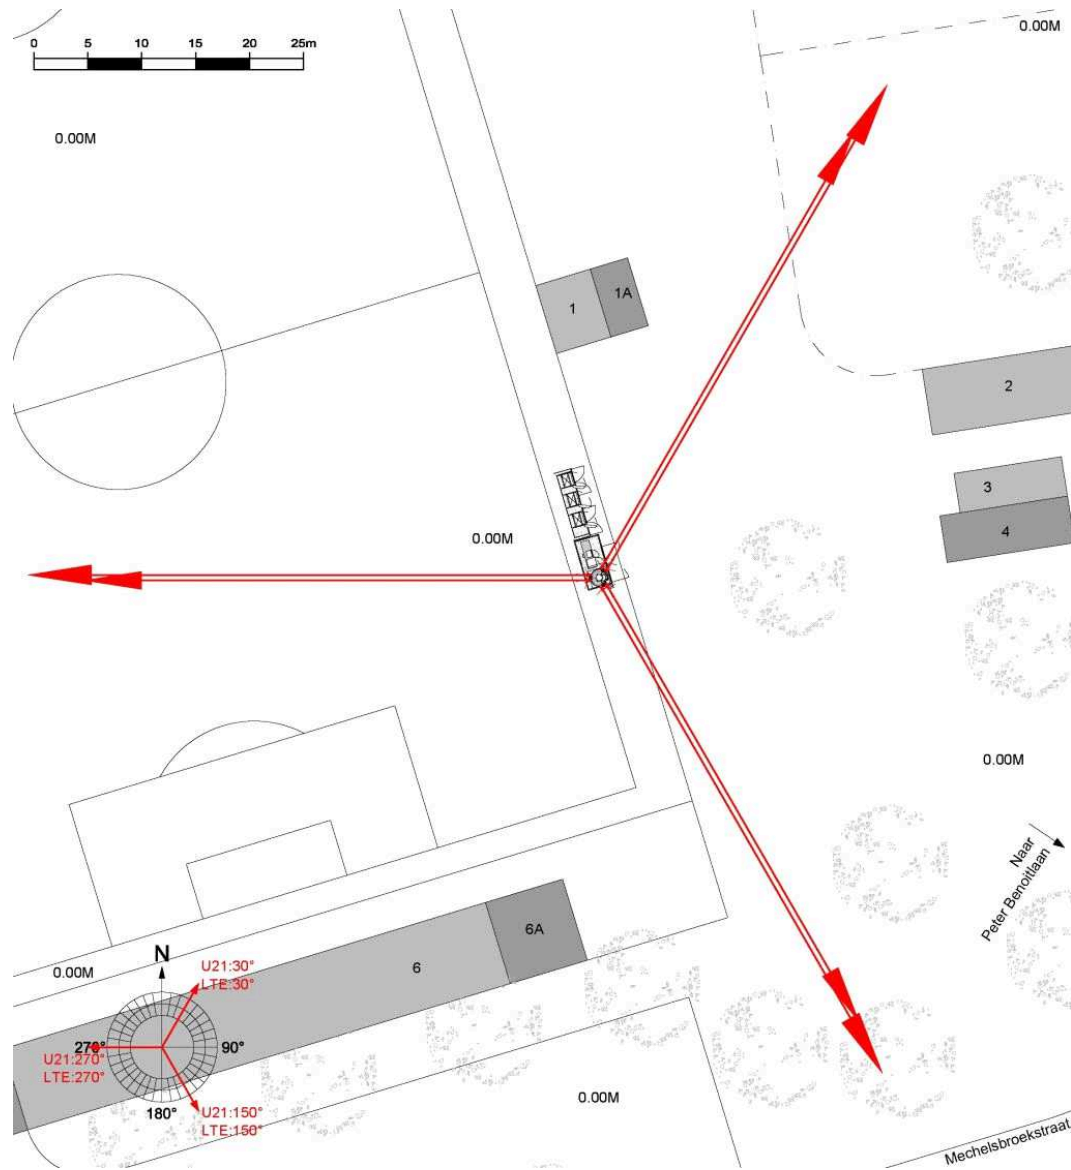 0 5 10 15 20 25m
0.00M
0.00M
1 1A
2
3
4
0.00M
0.00M
Naar
Peter Benoitlaan
6A
6
0.00M
N
U21:30°
LTE:30°
270°
90°
U21:270°
LTE:270°
180°
U21:150°
LTE:150°
0.00M
Mechelsbroekstraat